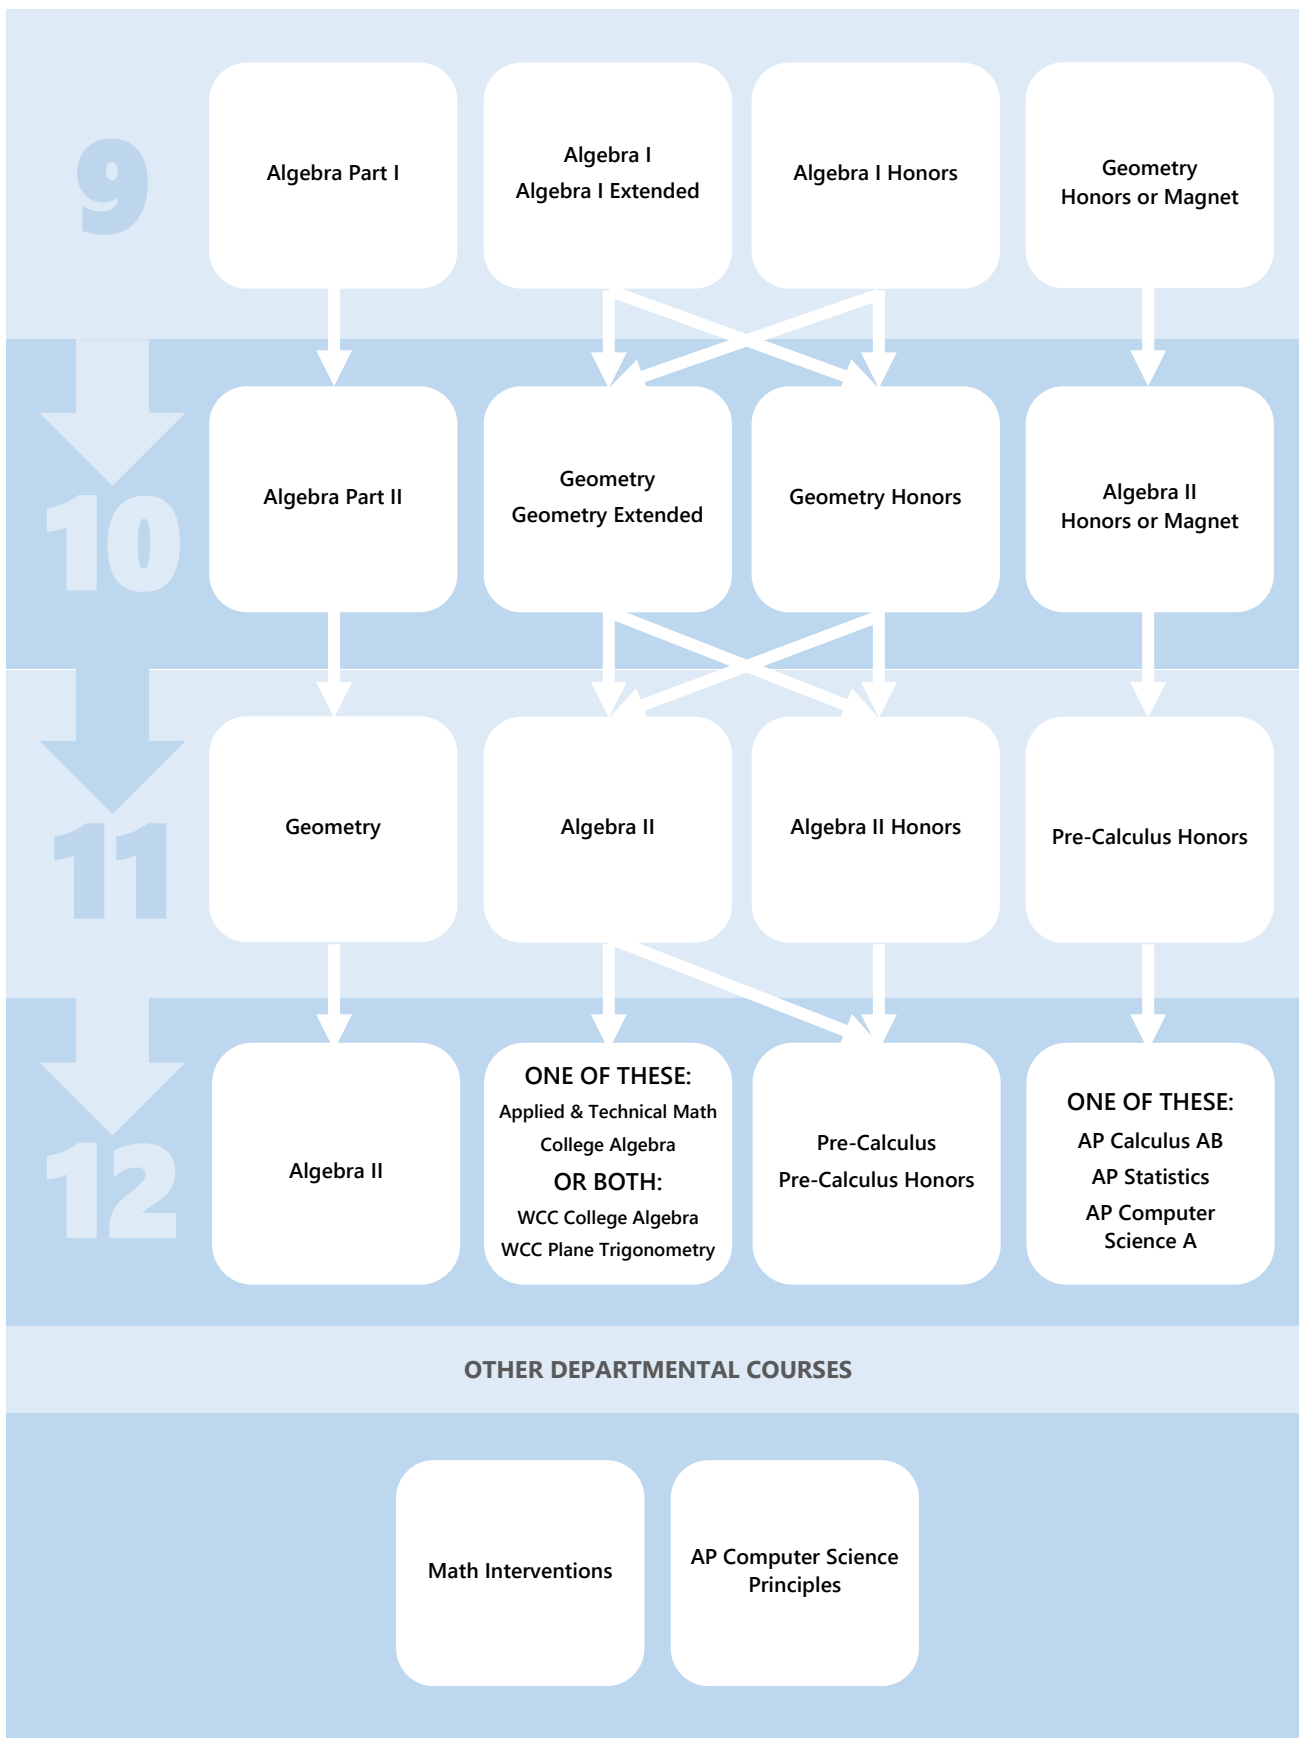 9
Algebra Part I
Algebra I
Algebra I Extended
Algebra I Honors
Geometry
Honors or Magnet
10
Algebra Part II
Geometry
Geometry Extended
Geometry Honors
Algebra II
Honors or Magnet
11
Geometry
Algebra II
Algebra II Honors
Pre-Calculus Honors
12
Algebra II
ONE OF THESE:
Applied & Technical Math
College Algebra
OR BOTH:
WCC College Algebra
WCC Plane Trigonometry
Pre-Calculus
Pre-Calculus Honors
ONE OF THESE:
AP Calculus AB
AP Statistics
AP Computer
Science A
OTHER DEPARTMENTAL COURSES
Math Interventions
AP Computer Science
Principles